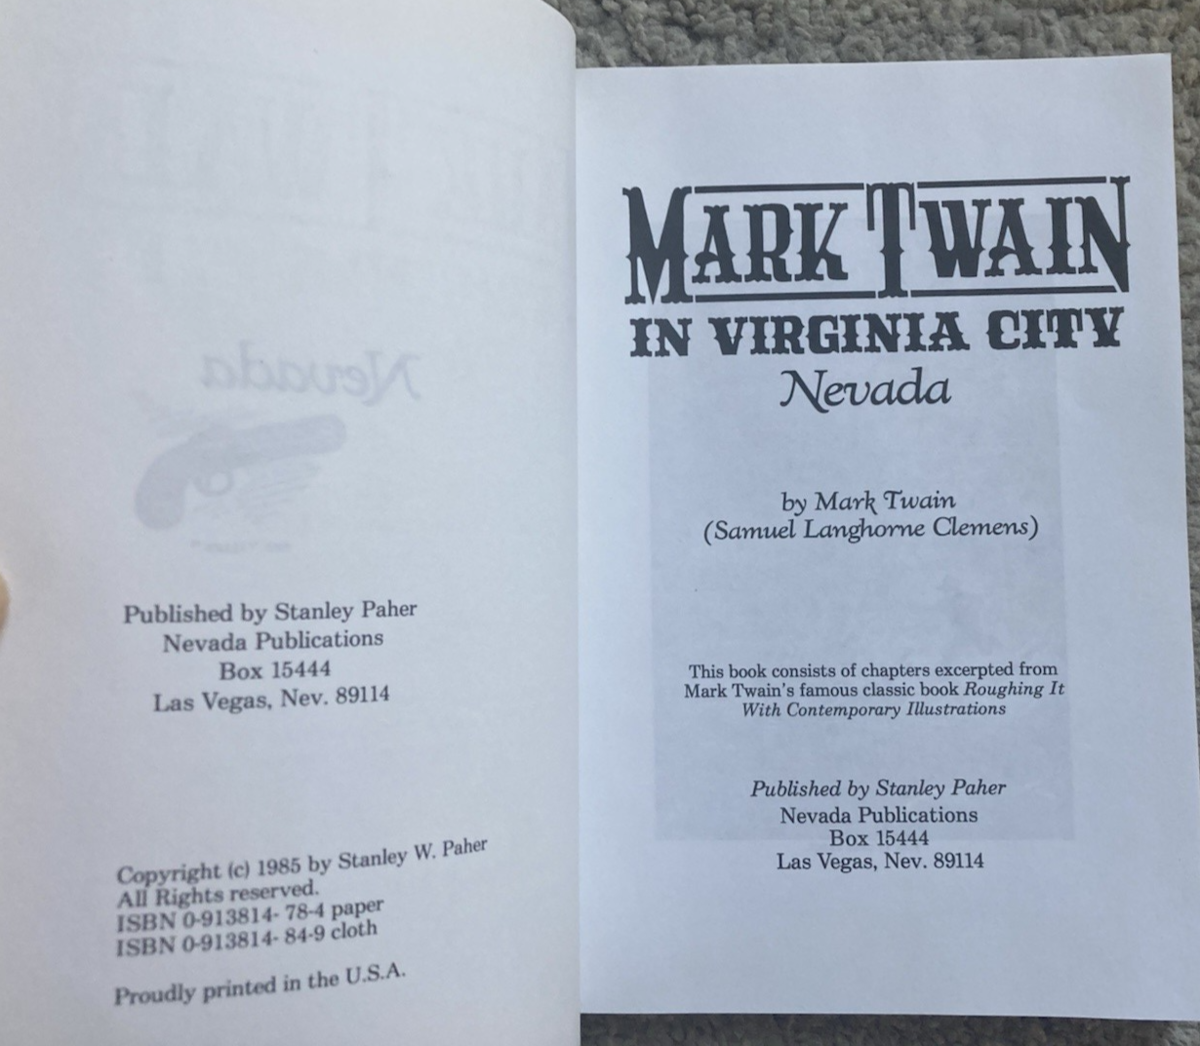 Published by Stanley Paher
Nevada Publications
Box 15444
Las Vegas, Nev. 89114
Copyright (c) 1985 by Stanley W. Paher
All Rights reserved.
ISBN 0-913814- 78-4 paper
ISBN 0-913814- 84-9 cloth
Proudly printed in the U.S.A.
MARK TWAIN
IN VIRGINIA CITY
Nevada
by Mark Twain
(Samuel Langhorne Clemens)
This book consists of chapters excerpted from
Mark Twain's famous classic book Roughing It
With Contemporary Illustrations
Published by Stanley Paher
Nevada Publications
Box 15444
Las Vegas, Nev. 89114